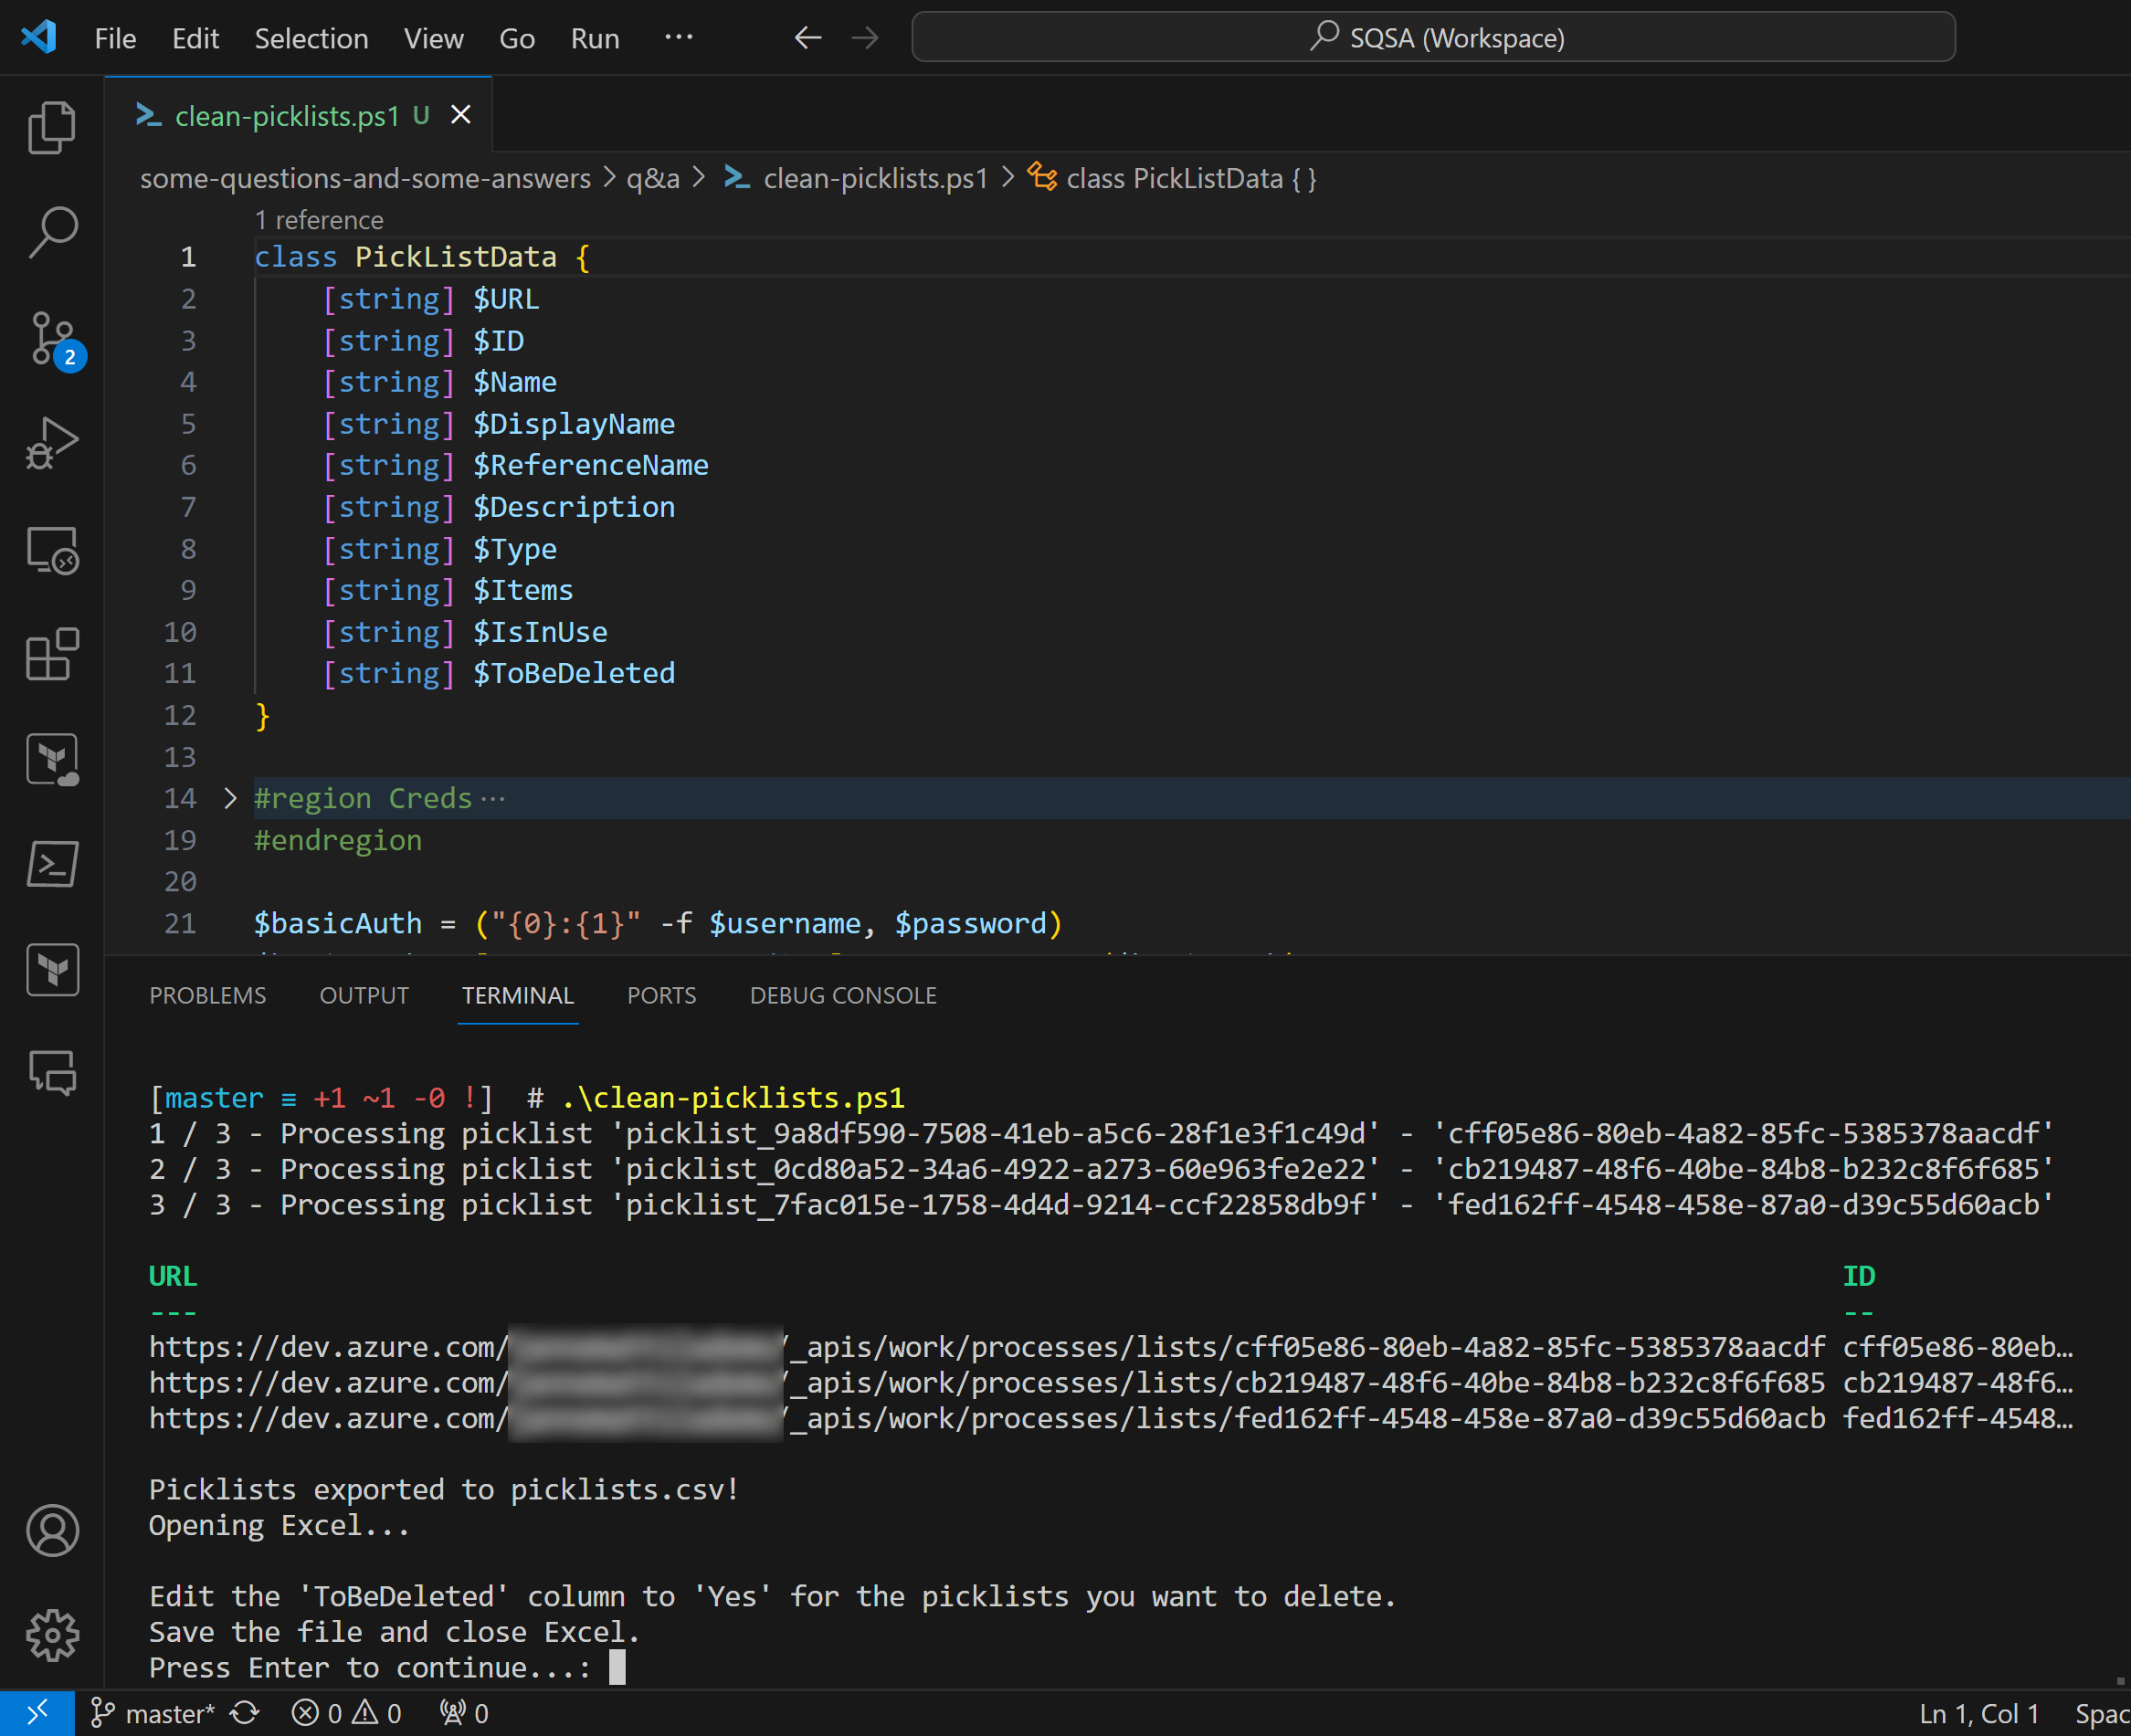 File Edit Selection View Go Run ··· SQSA (Workspace)
clean-picklists.ps1 U
some-questions-and-some-answers > q&a > clean-picklists.ps1 > class PickListData { }
1 reference
1 class PickListData {
2 [string] $URL
3 [string] $ID
4 [string] $Name
5 [string] $DisplayName
6 [string] $ReferenceName
7 [string] $Description
8 [string] $Type
9 [string] $Items
10 [string] $IsInUse
11 [string] $ToBeDeleted
12 }
13
14 #region Creds ···
19 #endregion
20
21 $basicAuth = ("{0}:{1}" -f $username, $password)
2
PROBLEMS OUTPUT TERMINAL PORTS DEBUG CONSOLE
[master ≡ +1 ~1 -0 !] # .\clean-picklists.ps1
1 / 3 - Processing picklist 'picklist_9a8df590-7508-41eb-a5c6-28f1e3f1c49d' - 'cff05e86-80eb-4a82-85fc-5385378aacdf'
2 / 3 - Processing picklist 'picklist_0cd80a52-34a6-4922-a273-60e963fe2e22' - 'cb219487-48f6-40be-84b8-b232c8f6f685'
3 / 3 - Processing picklist 'picklist_7fac015e-1758-4d4d-9214-ccf22858db9f' - 'fed162ff-4548-458e-87a0-d39c55d60acb'
URL ID
--- --
https://dev.azure.com/ /_apis/work/processes/lists/cff05e86-80eb-4a82-85fc-5385378aacdf cff05e86-80eb…
https://dev.azure.com/ /_apis/work/processes/lists/cb219487-48f6-40be-84b8-b232c8f6f685 cb219487-48f6…
https://dev.azure.com/ /_apis/work/processes/lists/fed162ff-4548-458e-87a0-d39c55d60acb fed162ff-4548…
Picklists exported to picklists.csv!
Opening Excel...
Edit the 'ToBeDeleted' column to 'Yes' for the picklists you want to delete.
Save the file and close Excel.
Press Enter to continue...:
master* 0 0 0 Ln 1, Col 1 Spac